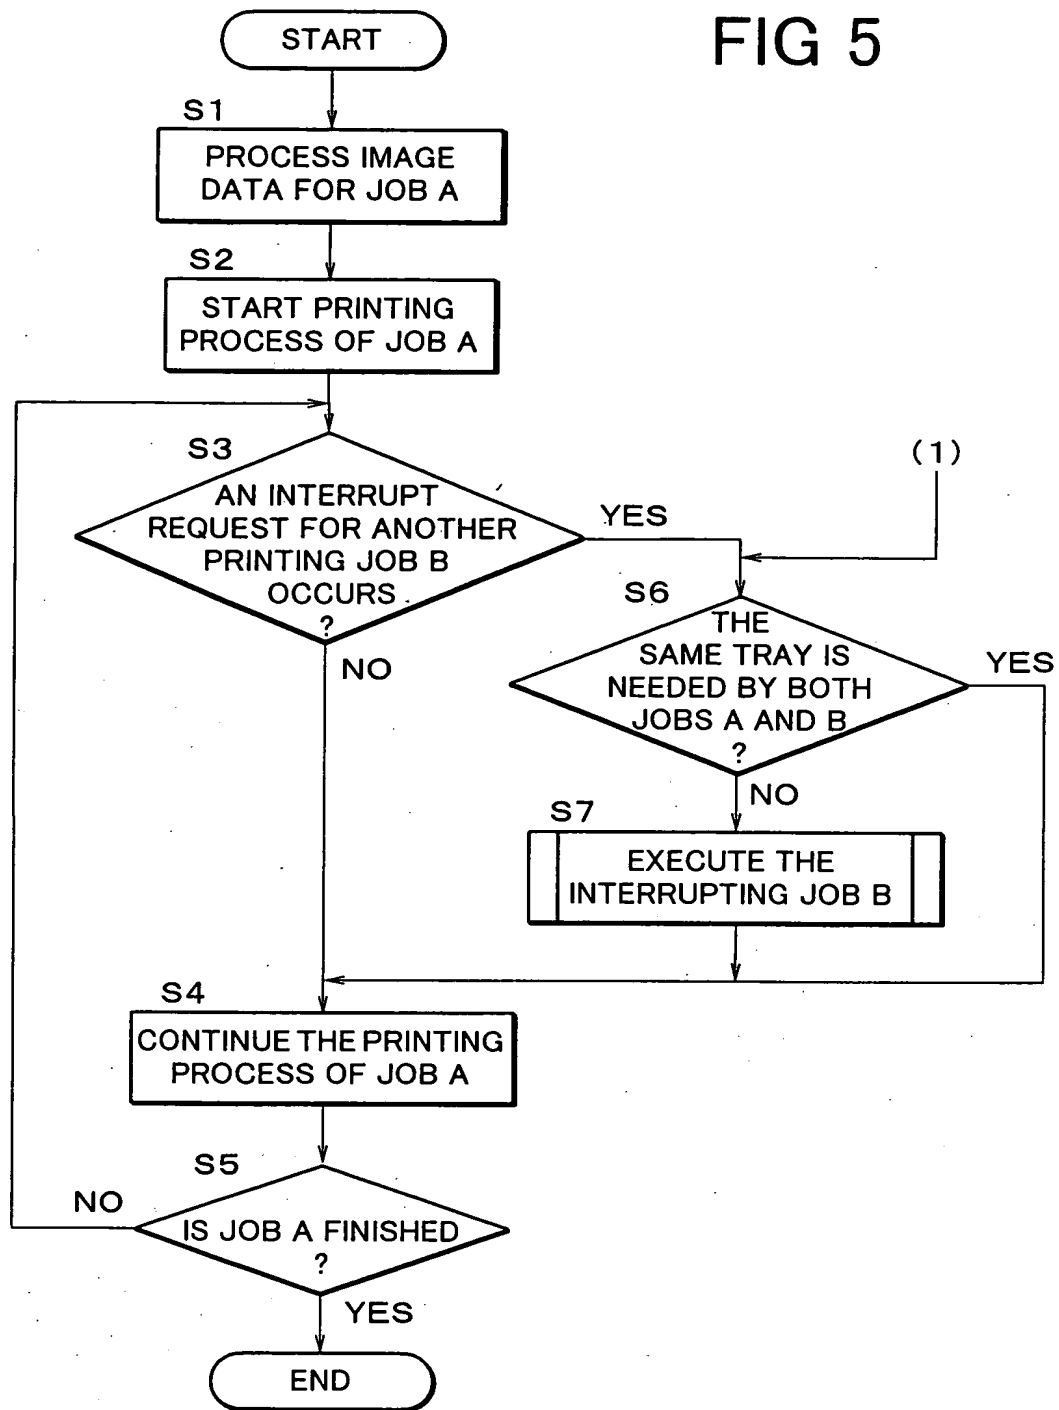 FIG 5
START
S1
PROCESS IMAGE
DATA FOR JOB A
S2
START PRINTING
PROCESS OF JOB A
S3
AN INTERRUPT
REQUEST FOR ANOTHER
PRINTING JOB B
OCCURS
?
YES
NO
(1)
S6
THE
SAME TRAY IS
NEEDED BY BOTH
JOBS A AND B
?
YES
NO
S7
EXECUTE THE
INTERRUPTING JOB B
S4
CONTINUE THE PRINTING
PROCESS OF JOB A
S5
IS JOB A FINISHED
?
NO
YES
END